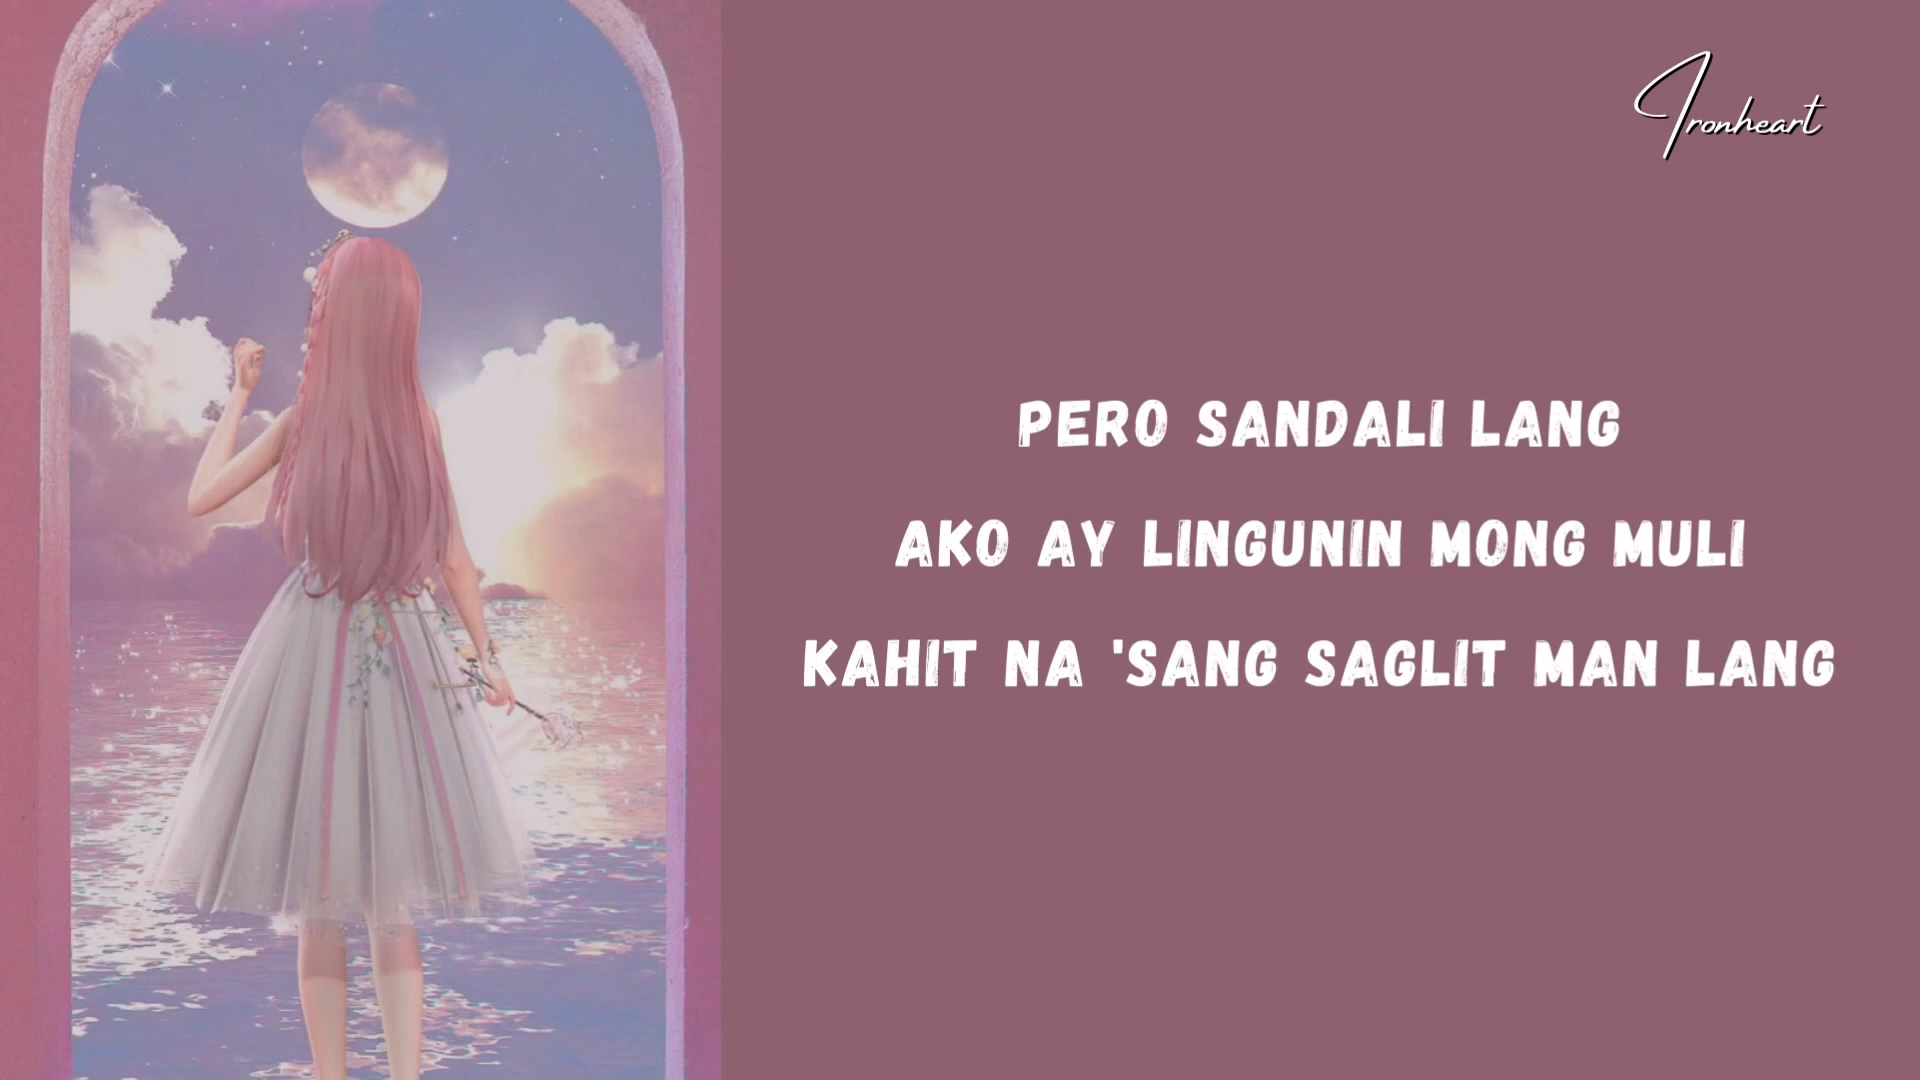 Ironheart
PERO SANDALI LANG
AKO AY LINGUNIN MONG MULI
KAHIT NA 'SANG SAGLIT MAN LANG